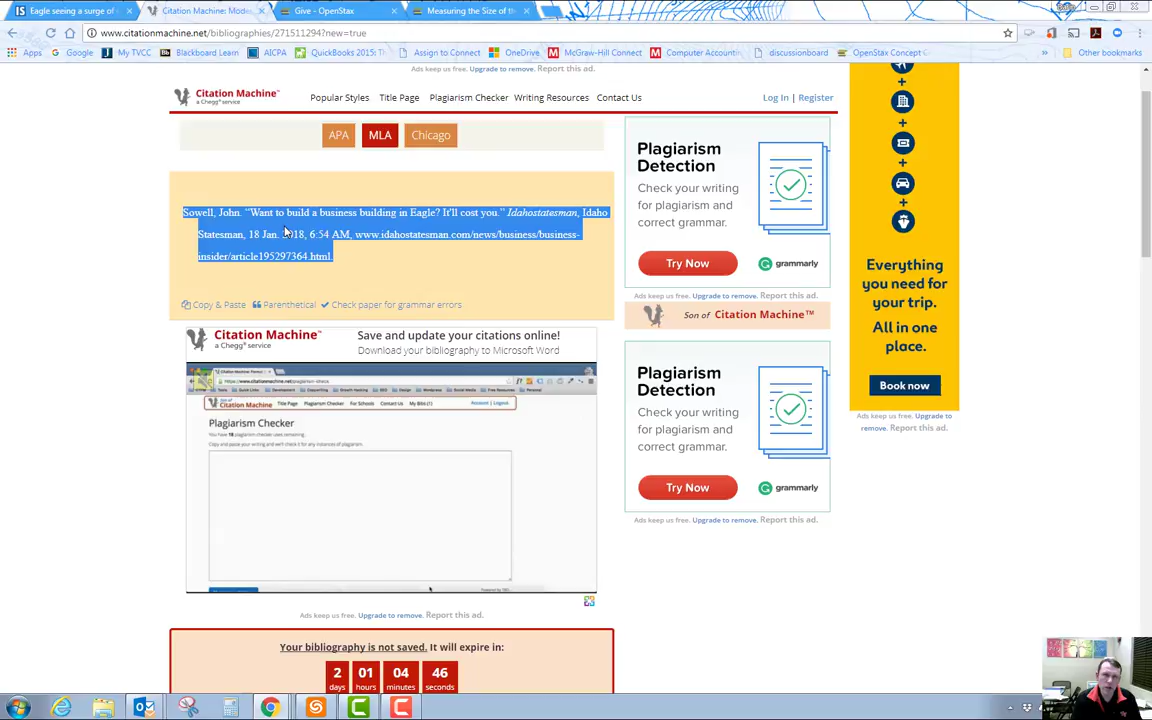 Eagle seeing a surge of
Citation Machine: Mode
Give - OpenStax
Measuring the Size of th
www.citationmachine.net/bibliographies/271511294?new=true
Apps
Google
My TVCC
Blackboard Learn
AICPA
QuickBooks 2015: T
Assign to Connect
OneDrive
McGraw-Hill Connect
Computer Accountin
discussionboard
OpenStax Concept
Other bookmarks
Ads keep us free. Upgrade to remove. Report this ad.
Citation Machine™
a Chegg service
Popular Styles
Title Page
Plagiarism Checker
Writing Resources
Contact Us
Log In | Register
APA
MLA
Chicago
Sowell, John. “Want to build a business building in Eagle? It'll cost you.” Idahostatesman, Idaho
Statesman, 18 Jan. 2018, 6:54 AM, www.idahostatesman.com/news/business/business-
insider/article195297364.html.
Copy & Paste
Parenthetical
Check paper for grammar errors
Citation Machine™
a Chegg service
Save and update your citations online!
Download your bibliography to Microsoft Word
Plagiarism Checker
Ads keep us free. Upgrade to remove. Report this ad.
Your bibliography is not saved. It will expire in:
2
days
01
hours
04
minutes
46
seconds
Plagiarism
Detection
Check your writing
for plagiarism and
correct grammar.
Try Now
grammarly
Ads keep us free. Upgrade to remove. Report this ad.
Son of Citation Machine™
Plagiarism
Detection
Check your writing
for plagiarism and
correct grammar.
Try Now
grammarly
Ads keep us free. Upgrade to remove. Report this ad.
Everything
you need for
your trip.
All in one
place.
Book now
Ads keep us free. Upgrade to
remove. Report this ad.